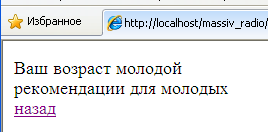 Избранное
http://localhost/massiv_radio/
Ваш возраст молодой
рекомендации для молодых
назад